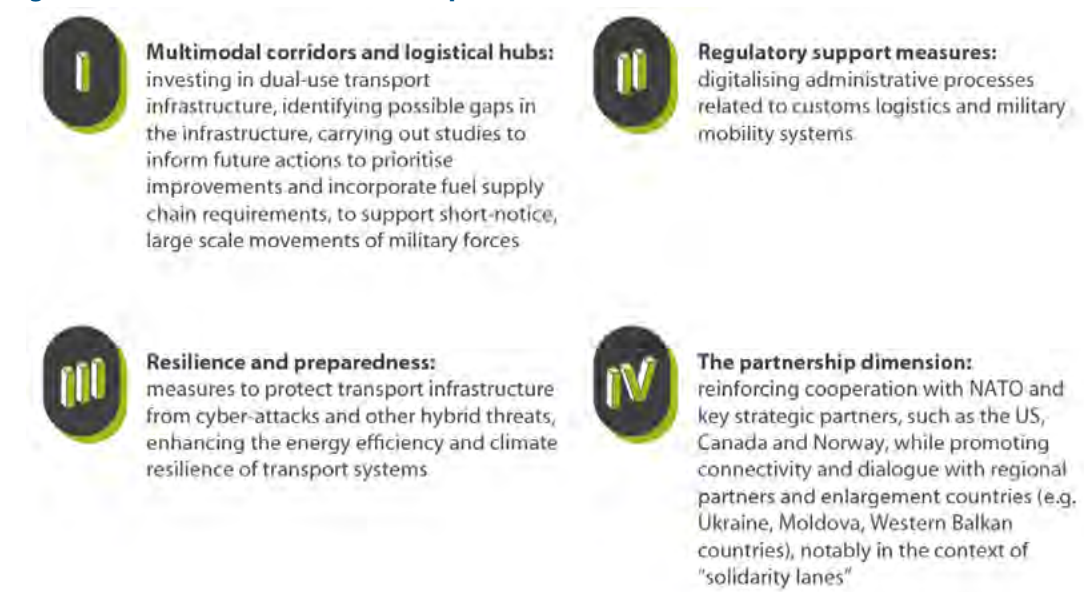 I
Multimodal corridors and logistical hubs:
investing in dual-use transport
infrastructure, identifying possible gaps in
the infrastructure, carrying out studies to
inform future actions to prioritise
improvements and incorporate fuel supply
chain requirements, to support short-notice,
large scale movements of military forces
II
Regulatory support measures:
digitalising administrative processes
related to customs logistics and military
mobility systems
III
Resilience and preparedness:
measures to protect transport infrastructure
from cyber-attacks and other hybrid threats,
enhancing the energy efficiency and climate
resilience of transport systems
IV
The partnership dimension:
reinforcing cooperation with NATO and
key strategic partners, such as the US,
Canada and Norway, while promoting
connectivity and dialogue with regional
partners and enlargement countries (e.g.
Ukraine, Moldova, Western Balkan
countries), notably in the context of
"solidarity lanes"